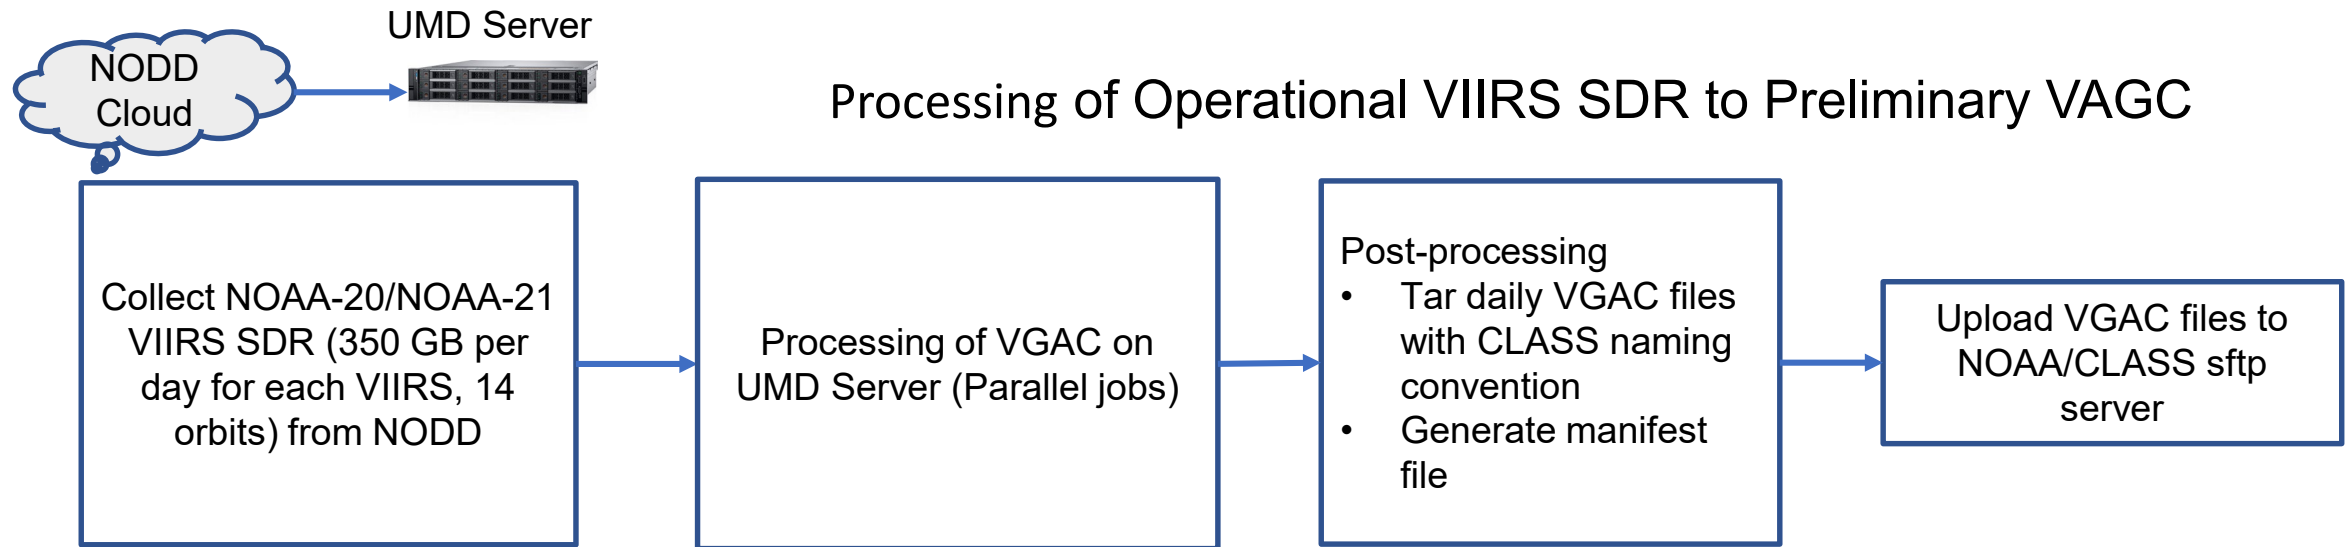 UMD Server
NODD
Cloud
Processing of Operational VIIRS SDR to Preliminary VAGC
Collect NOAA-20/NOAA-21
VIIRS SDR (350 GB per
day for each VIIRS, 14
orbits) from NODD
Processing of VGAC on
UMD Server (Parallel jobs)
Post-processing
• Tar daily VGAC files
with CLASS naming
convention
• Generate manifest
file
Upload VGAC files to
NOAA/CLASS sftp
server